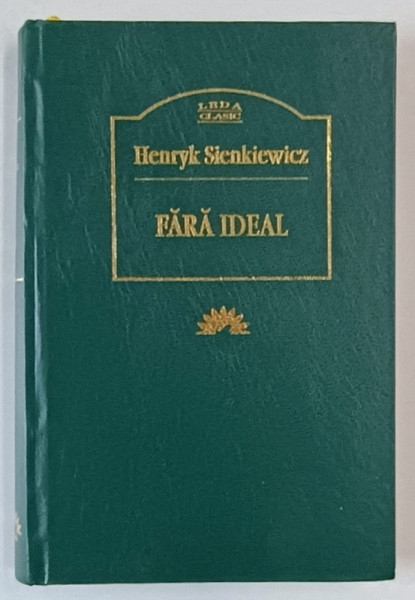 LEDA
CLASIC
Henryk Sienkiewicz
FĂRĂ IDEAL